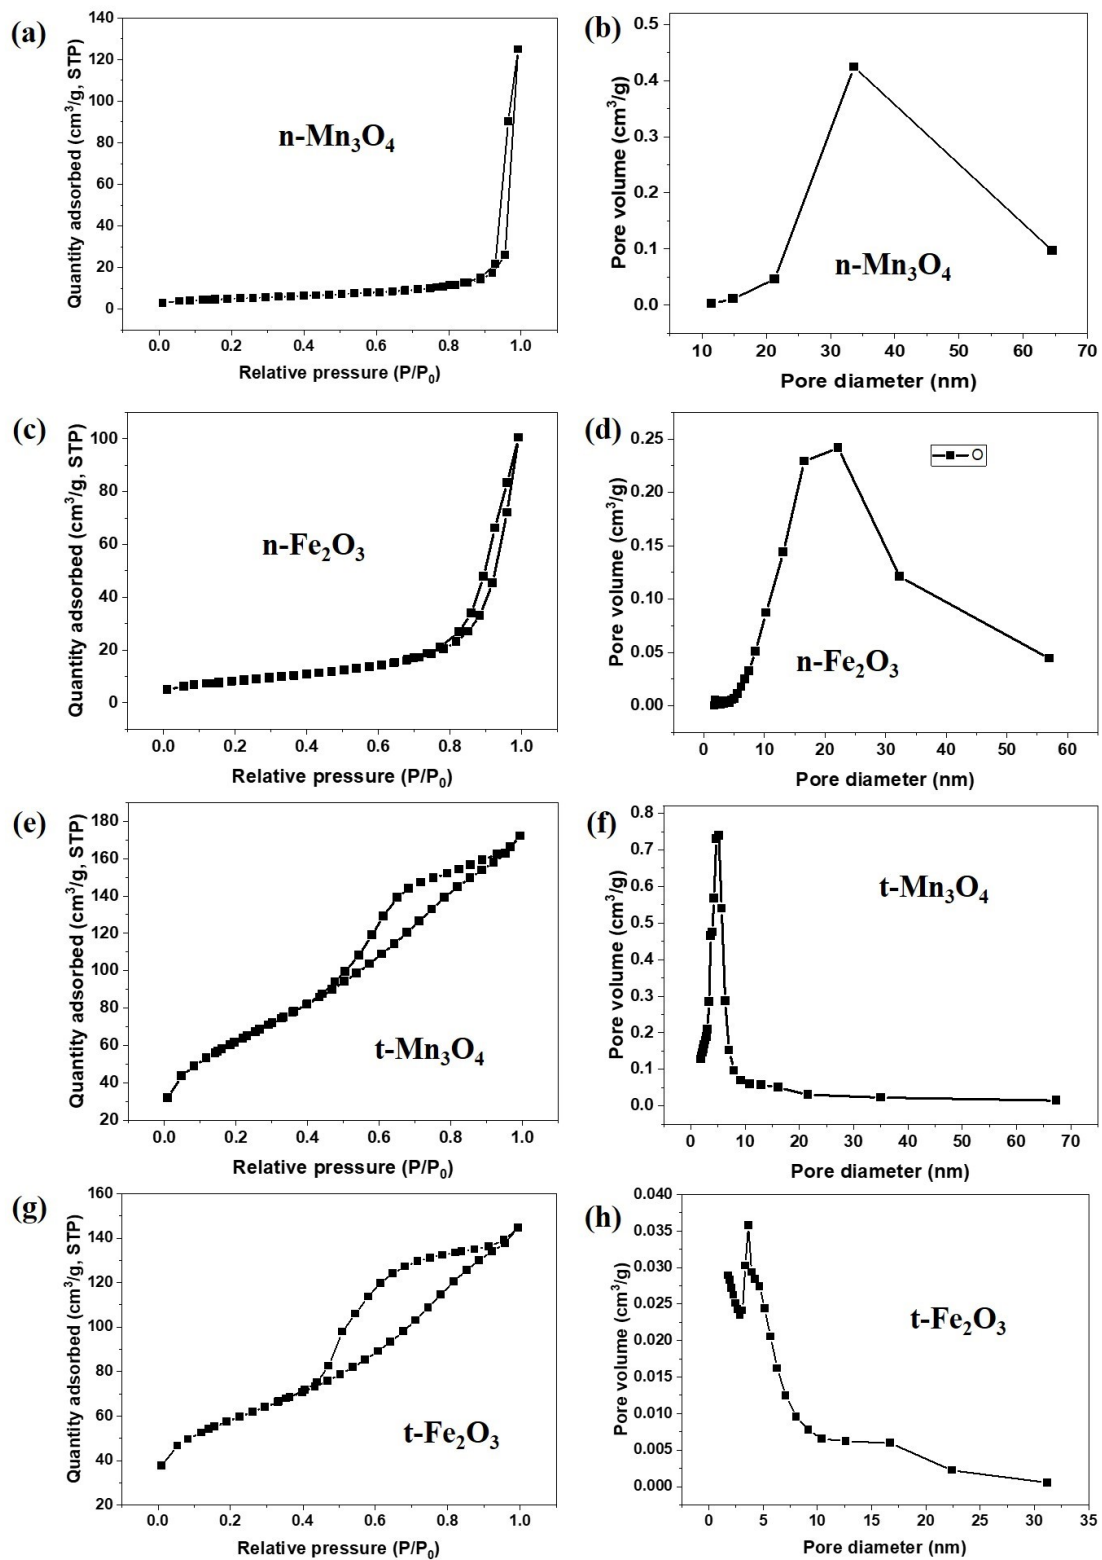 (a)
140
120
100
80
60
40
20
0
Quantity adsorbed (cm³/g, STP)
n-Mn₃O₄
0.0 0.2 0.4 0.6 0.8 1.0
Relative pressure (P/P₀)
(b)
0.5
0.4
0.3
0.2
0.1
0.0
Pore volume (cm³/g)
n-Mn₃O₄
10 20 30 40 50 60 70
Pore diameter (nm)
(c)
100
80
60
40
20
0
Quantity adsorbed (cm³/g, STP)
n-Fe₂O₃
0.0 0.2 0.4 0.6 0.8 1.0
Relative pressure (P/P₀)
(d)
0.25
0.20
0.15
0.10
0.05
0.00
Pore volume (cm³/g)
O
n-Fe₂O₃
0 10 20 30 40 50 60
Pore diameter (nm)
(e)
180
160
140
120
100
80
60
40
20
Quantity adsorbed (cm³/g, STP)
t-Mn₃O₄
0.0 0.2 0.4 0.6 0.8 1.0
Relative pressure (P/P₀)
(f)
0.8
0.7
0.6
0.5
0.4
0.3
0.2
0.1
0.0
Pore volume (cm³/g)
t-Mn₃O₄
0 10 20 30 40 50 60 70
Pore diameter (nm)
(g)
160
140
120
100
80
60
40
20
Quantity adsorbed (cm³/g, STP)
t-Fe₂O₃
0.0 0.2 0.4 0.6 0.8 1.0
Relative pressure (P/P₀)
(h)
0.040
0.035
0.030
0.025
0.020
0.015
0.010
0.005
0.000
Pore volume (cm³/g)
t-Fe₂O₃
0 5 10 15 20 25 30 35
Pore diameter (nm)